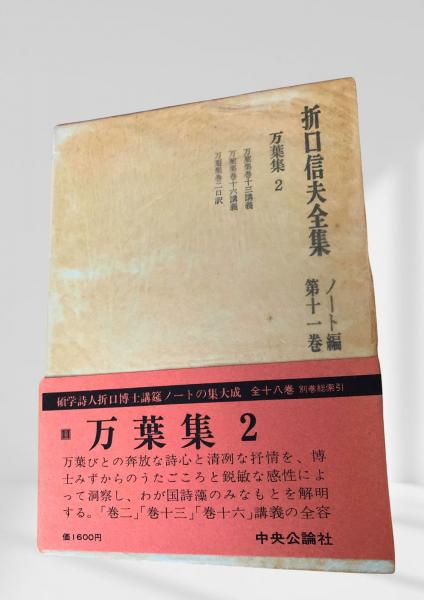 折口信夫全集
ノート編
第十一巻
万葉集 2
万葉集巻十三講義
万葉集巻十六講義
万葉集巻二口訳
碩学詩人折口博士講筵ノートの集大成 全十八巻 別巻総索引
11
万葉集 2
万葉びとの奔放な詩心と清冽な抒情を、博
士みずからのうたごころと鋭敏な感性によ
って洞察し、わが国詩藻のみなもとを解明
する。「巻二」「巻十三」「巻十六」講義の全容
価1600円
中央公論社